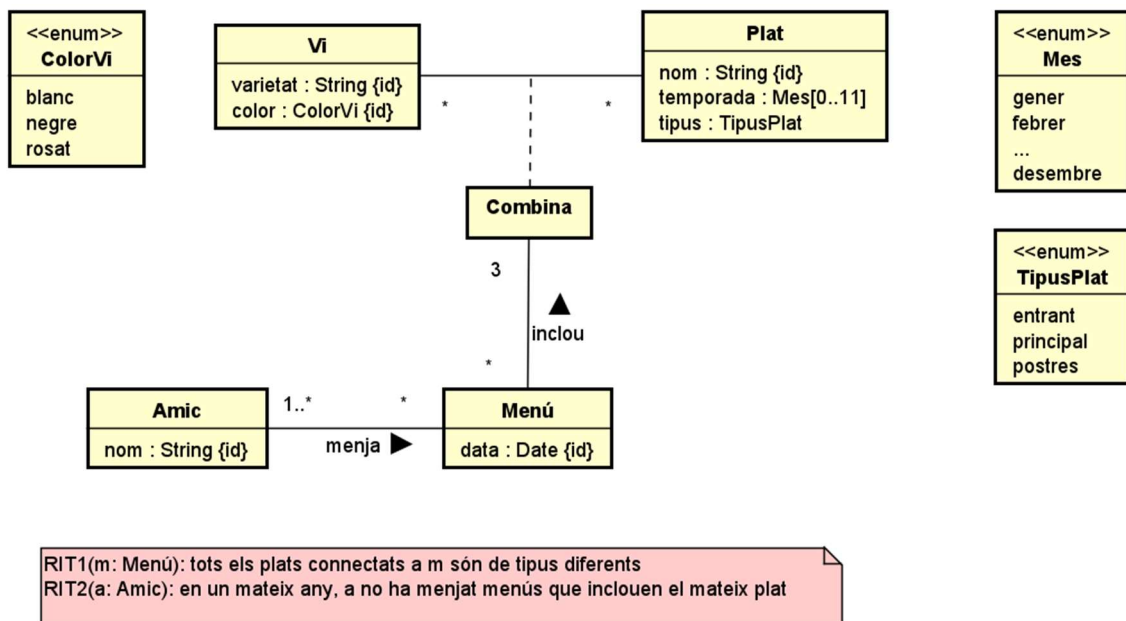 <<enum>>
ColorVi
blanc
negre
rosat
Vi
varietat : String {id}
color : ColorVi {id}
*
*
Plat
nom : String {id}
temporada : Mes[0..11]
tipus : TipusPlat
<<enum>>
Mes
gener
febrer
...
desembre
Combina
3
inclou
*
<<enum>>
TipusPlat
entrant
principal
postres
Amic
nom : String {id}
1..*
*
menja
Menú
data : Date {id}
RIT1(m: Menú): tots els plats connectats a m són de tipus diferents
RIT2(a: Amic): en un mateix any, a no ha menjat menús que inclouen el mateix plat